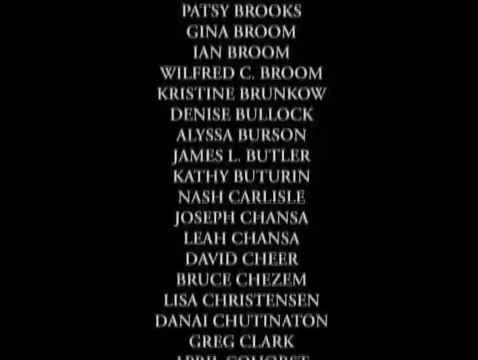 PATSY BROOKS
GINA BROOM
IAN BROOM
WILFRED C. BROOM
KRISTINE BRUNKOW
DENISE BULLOCK
ALYSSA BURSON
JAMES L. BUTLER
KATHY BUTURIN
NASH CARLISLE
JOSEPH CHANSA
LEAH CHANSA
DAVID CHEER
BRUCE CHEZEM
LISA CHRISTENSEN
DANAI CHUTINATON
GREG CLARK
APRIL